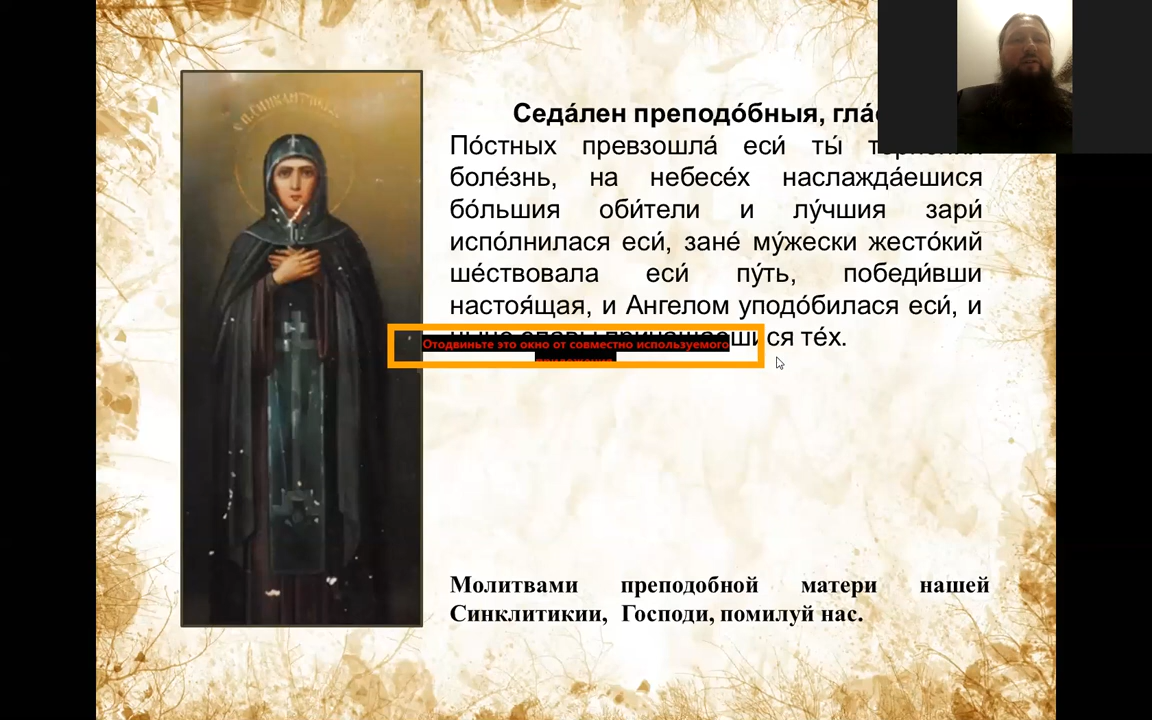 Седа́лен преподо́бныя,
По́стных превзошла́ еси́ ты́
боле́знь, на небесе́х наслажда́ешися
бо́льшия оби́тели и лу́чшия зари́
испо́лнилася еси́, зане́ му́жески жесто́кий
ше́ствовала еси́ пу́ть, победи́вши
настоя́щая, и Ангелом уподо́билася еси́, и
те́х.
Отодвиньте это окно от совместно используемого
Молитвами преподобной матери нашей
Синклитикии, Господи, помилуй нас.